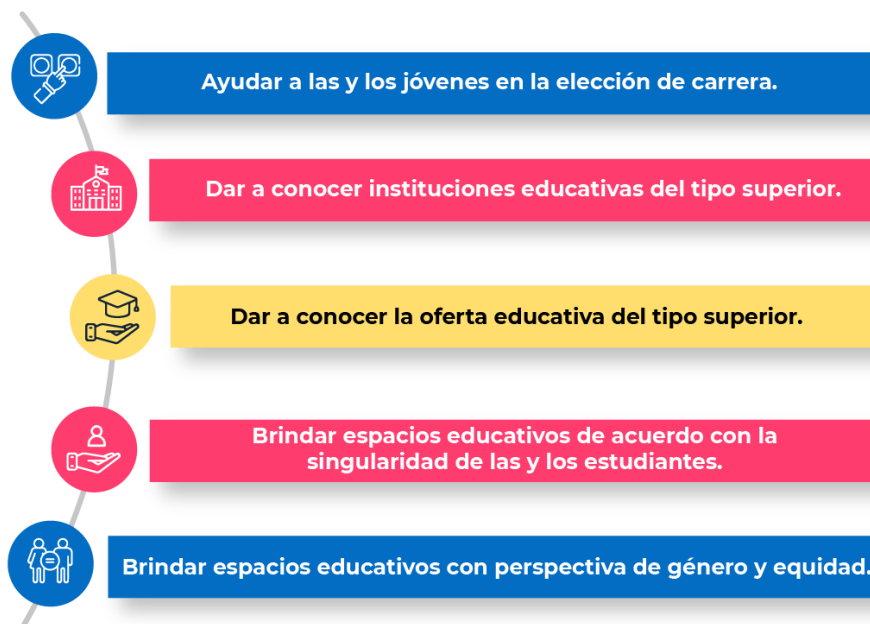 Ayudar a las y los jóvenes en la elección de carrera.
Dar a conocer instituciones educativas del tipo superior.
Dar a conocer la oferta educativa del tipo superior.
Brindar espacios educativos de acuerdo con la
singularidad de las y los estudiantes.
Brindar espacios educativos con perspectiva de género y equidad.